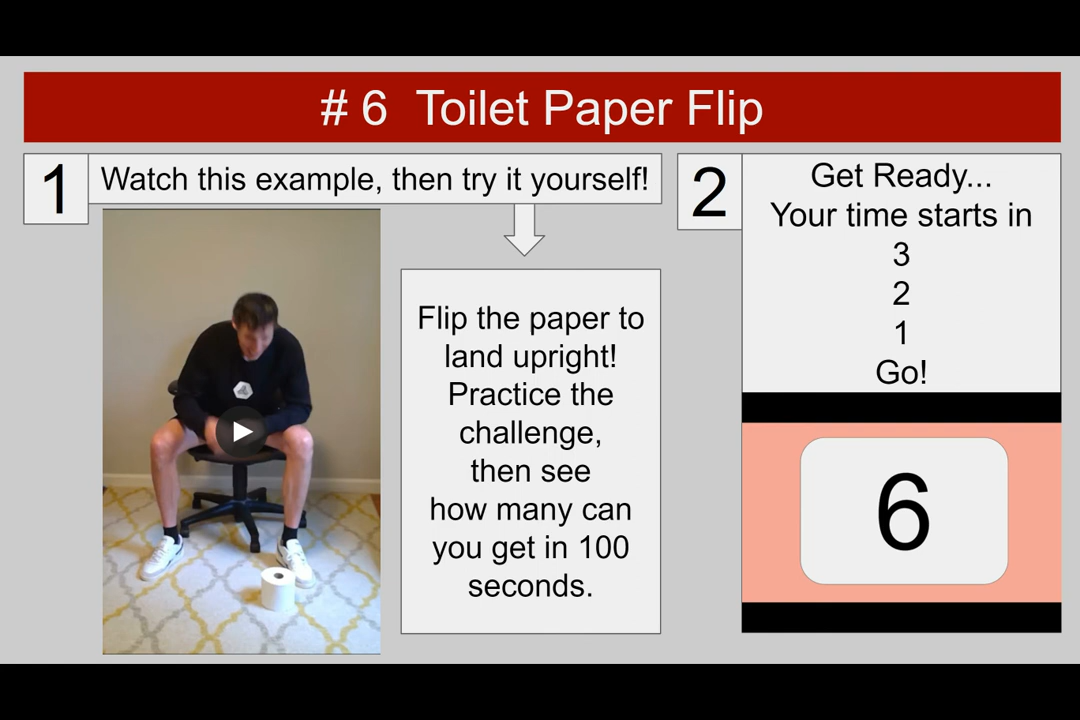 # 6 Toilet Paper Flip
1
Watch this example, then try it yourself!
Flip the paper to
land upright!
Practice the
challenge,
then see
how many can
you get in 100
seconds.
2
Get Ready...
Your time starts in
3
2
1
Go!
6